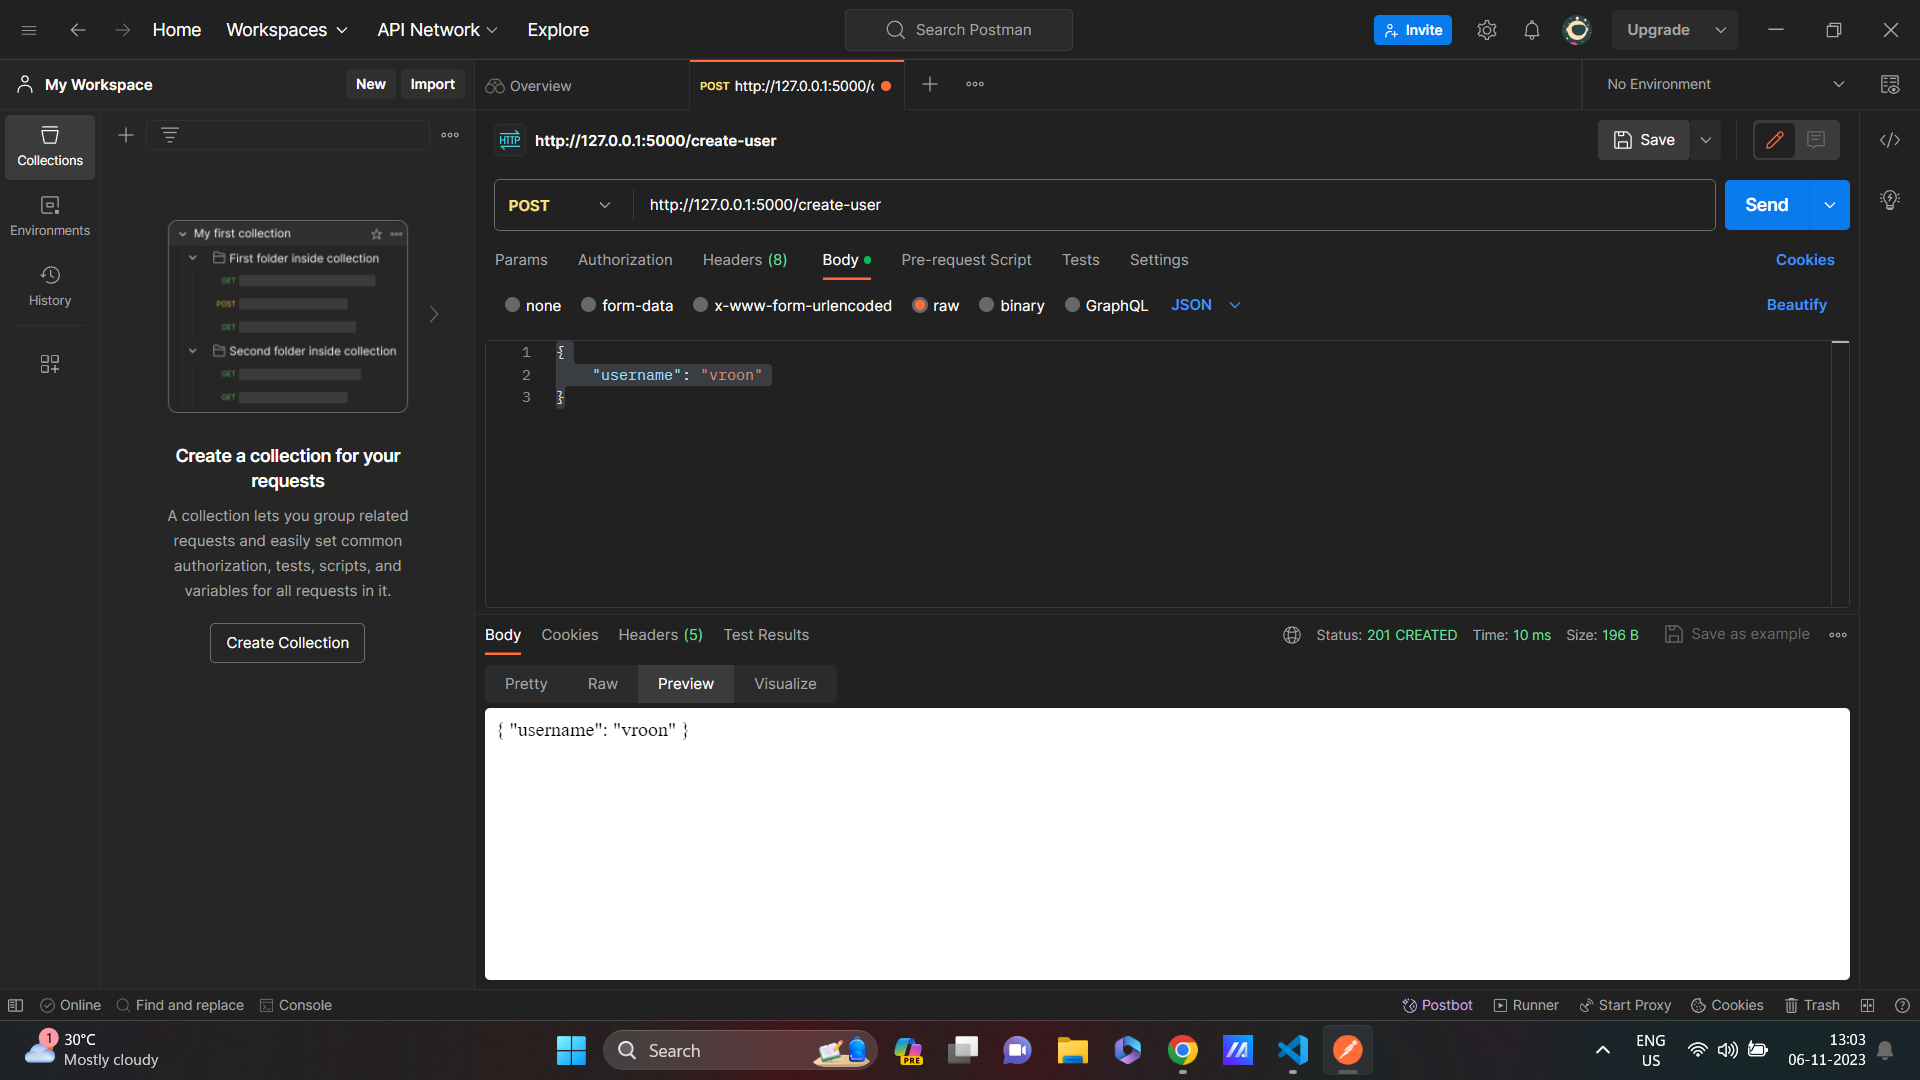 Home
Workspaces
API Network
Explore
Search Postman
Invite
Upgrade
My Workspace
New
Import
Overview
POST http://127.0.0.1:5000/c
No Environment
Collections
Environments
History
My first collection
First folder inside collection
GET
POST
GET
Second folder inside collection
GET
GET
Create a collection for your
requests
A collection lets you group related
requests and easily set common
authorization, tests, scripts, and
variables for all requests in it.
Create Collection
HTTP http://127.0.0.1:5000/create-user
Save
POST http://127.0.0.1:5000/create-user
Send
Params Authorization Headers (8) Body Pre-request Script Tests Settings
Cookies
none form-data x-www-form-urlencoded raw binary GraphQL JSON
Beautify
1 {
2 "username": "vroon"
3 }
Body Cookies Headers (5) Test Results
Status: 201 CREATED Time: 10 ms Size: 196 B Save as example
Pretty Raw Preview Visualize
{ "username": "vroon" }
Online Find and replace Console
Postbot Runner Start Proxy Cookies Trash
1
30°C
Mostly cloudy
Search
PRE
ENG
US
13:03
06-11-2023